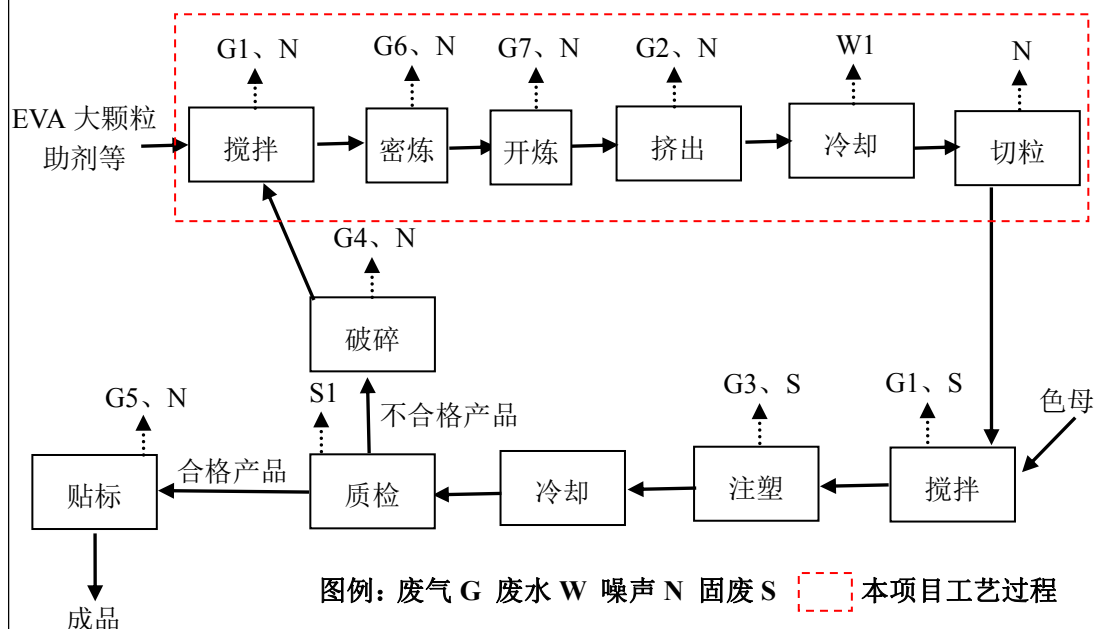 G1、N
G6、N
G7、N
G2、N
W1
N
EVA 大颗粒
助剂等
搅拌
密炼
开炼
挤出
冷却
切粒
G4、N
破碎
G5、N
S1
不合格产品
G3、S
G1、S
色母
贴标
合格产品
质检
冷却
注塑
搅拌
成品
图例：废气 G 废水 W 噪声 N 固废 S 本项目工艺过程